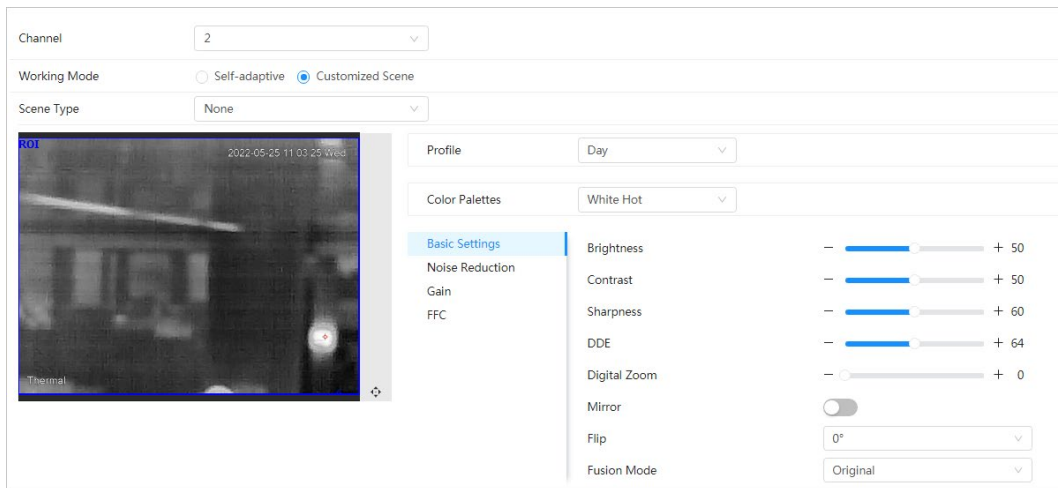 Channel 2
Working Mode Self-adaptive Customized Scene
Scene Type None
ROI
2022-05-25 11:03:25 Wed
Thermal
Profile Day
Color Palettes White Hot
Basic Settings
Noise Reduction
Gain
FFC
Brightness − + 50
Contrast − + 50
Sharpness − + 60
DDE − + 64
Digital Zoom − + 0
Mirror
Flip 0°
Fusion Mode Original